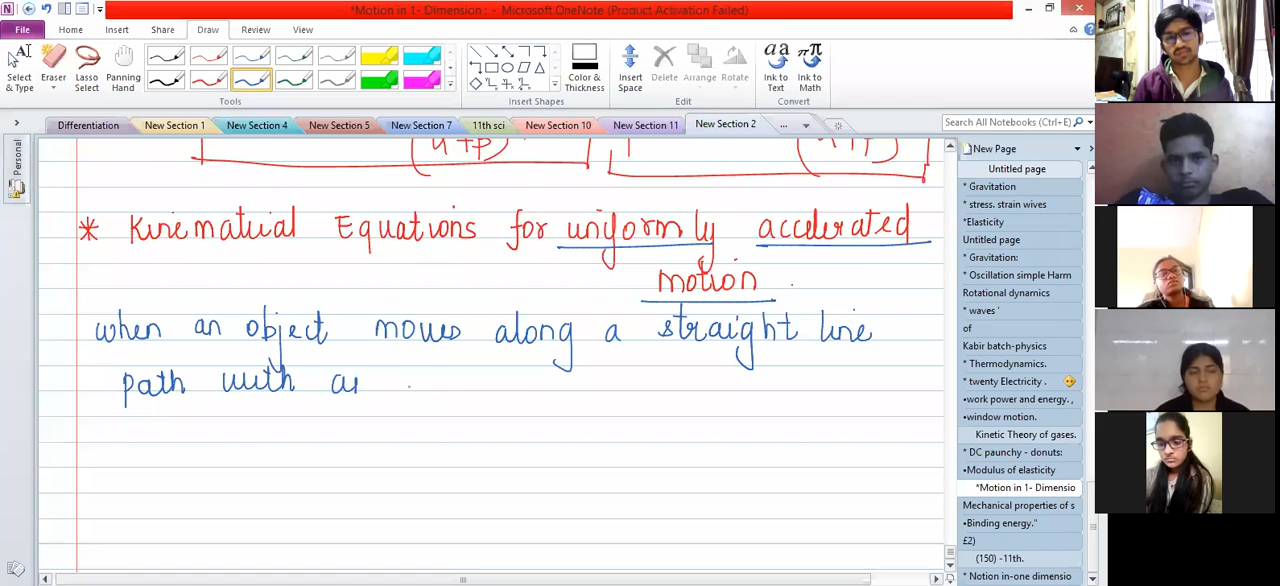 *Motion in 1- Dimension : - Microsoft OneNote (Product Activation Failed)
File Home Insert Share Draw Review View
Select & Type
Eraser
Lasso Select
Panning Hand
Color & Thickness
Insert Space
Delete
Arrange
Rotate
Ink to Text
Ink to Math
Tools
Insert Shapes
Edit
Convert
Differentiation New Section 1 New Section 4 New Section 5 New Section 7 11th sci New Section 10 New Section 11 New Section 2 ...
Search All Notebooks (Ctrl+E)
Personal
* Kinematical Equations for uniformly accelerated
motion
when an object moves along a straight line
path with
New Page
Untitled page
* Gravitation
* stress. strain wives
*Elasticity
Untitled page
* Gravitation:
* Oscillation simple Harm
Rotational dynamics
* waves '
of
Kabir batch-physics
* Thermodynamics.
* twenty Electricity .
•work power and energy. ,
•window motion.
Kinetic Theory of gases.
* DC paunchy - donuts:
•Modulus of elasticity
*Motion in 1- Dimensio
Mechanical properties of s
•Binding energy."
£2)
(150) -11th.
* Notion in-one dimensio